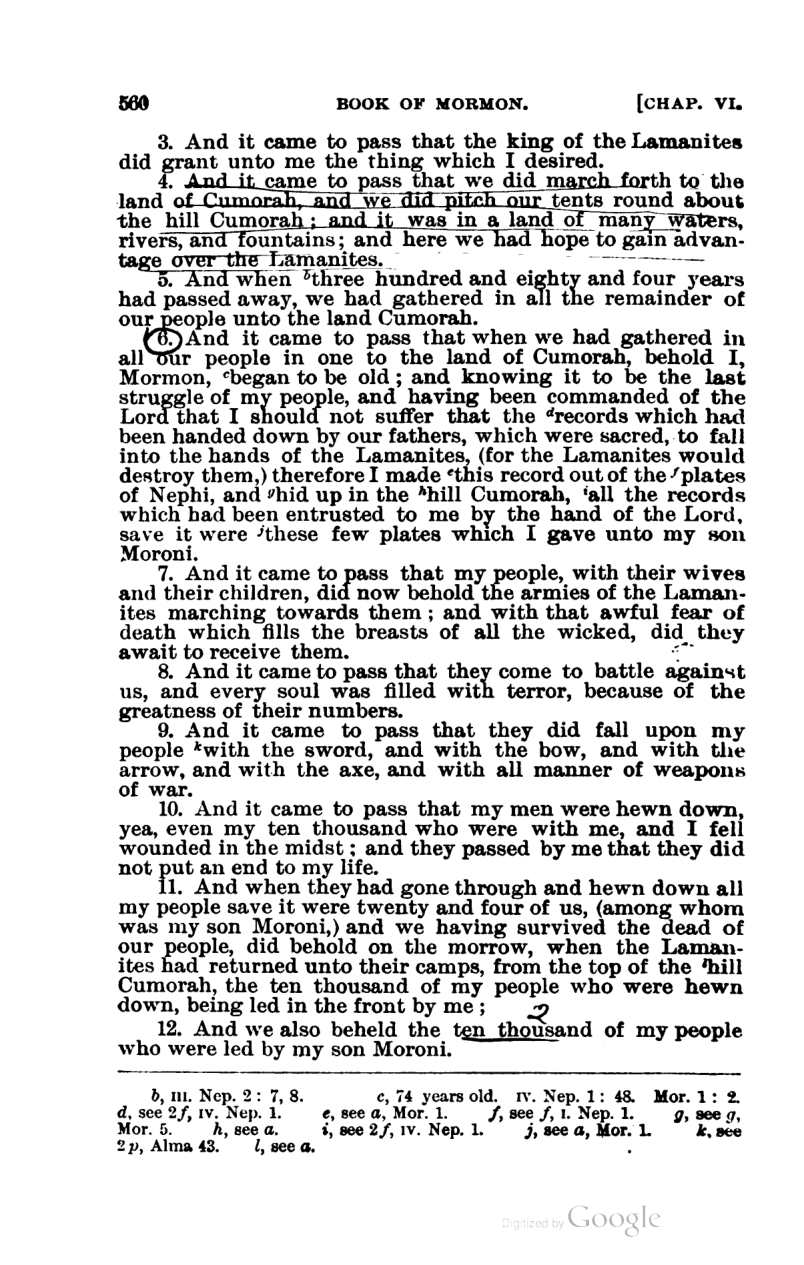 560 BOOK OF MORMON. [CHAP. VI.
3. And it came to pass that the king of the Lamanites
did grant unto me the thing which I desired.
4. And it came to pass that we did march forth to the
land of Cumorah, and we did pitch our tents round about
the hill Cumorah; and it was in a land of many waters,
rivers, and fountains; and here we had hope to gain advan-
tage over the Lamanites.
5. And when ᵇthree hundred and eighty and four years
had passed away, we had gathered in all the remainder of
our people unto the land Cumorah.
6. And it came to pass that when we had gathered in
all our people in one to the land of Cumorah, behold I,
Mormon, ᶜbegan to be old; and knowing it to be the last
struggle of my people, and having been commanded of the
Lord that I should not suffer that the ᵈrecords which had
been handed down by our fathers, which were sacred, to fall
into the hands of the Lamanites, (for the Lamanites would
destroy them,) therefore I made ᵉthis record out of the ᶠplates
of Nephi, and ᵍhid up in the ʰhill Cumorah, ⁱall the records
which had been entrusted to me by the hand of the Lord,
save it were ʲthese few plates which I gave unto my son
Moroni.
7. And it came to pass that my people, with their wives
and their children, did now behold the armies of the Laman-
ites marching towards them; and with that awful fear of
death which fills the breasts of all the wicked, did they
await to receive them.
8. And it came to pass that they come to battle against
us, and every soul was filled with terror, because of the
greatness of their numbers.
9. And it came to pass that they did fall upon my
people ᵏwith the sword, and with the bow, and with the
arrow, and with the axe, and with all manner of weapons
of war.
10. And it came to pass that my men were hewn down,
yea, even my ten thousand who were with me, and I fell
wounded in the midst; and they passed by me that they did
not put an end to my life.
11. And when they had gone through and hewn down all
my people save it were twenty and four of us, (among whom
was my son Moroni,) and we having survived the dead of
our people, did behold on the morrow, when the Laman-
ites had returned unto their camps, from the top of the ˡhill
Cumorah, the ten thousand of my people who were hewn
down, being led in the front by me;
2
12. And we also beheld the ten thousand of my people
who were led by my son Moroni.
b, III. Nep. 2: 7, 8. c, 74 years old. IV. Nep. 1: 48. Mor. 1: 2.
d, see 2f, IV. Nep. 1. e, see a, Mor. 1. f, see f, I. Nep. 1. g, see g,
Mor. 5. h, see a. i, see 2f, IV. Nep. 1. j, see a, Mor. 1. k, see
2p, Alma 43. l, see a.
Digitized by Google